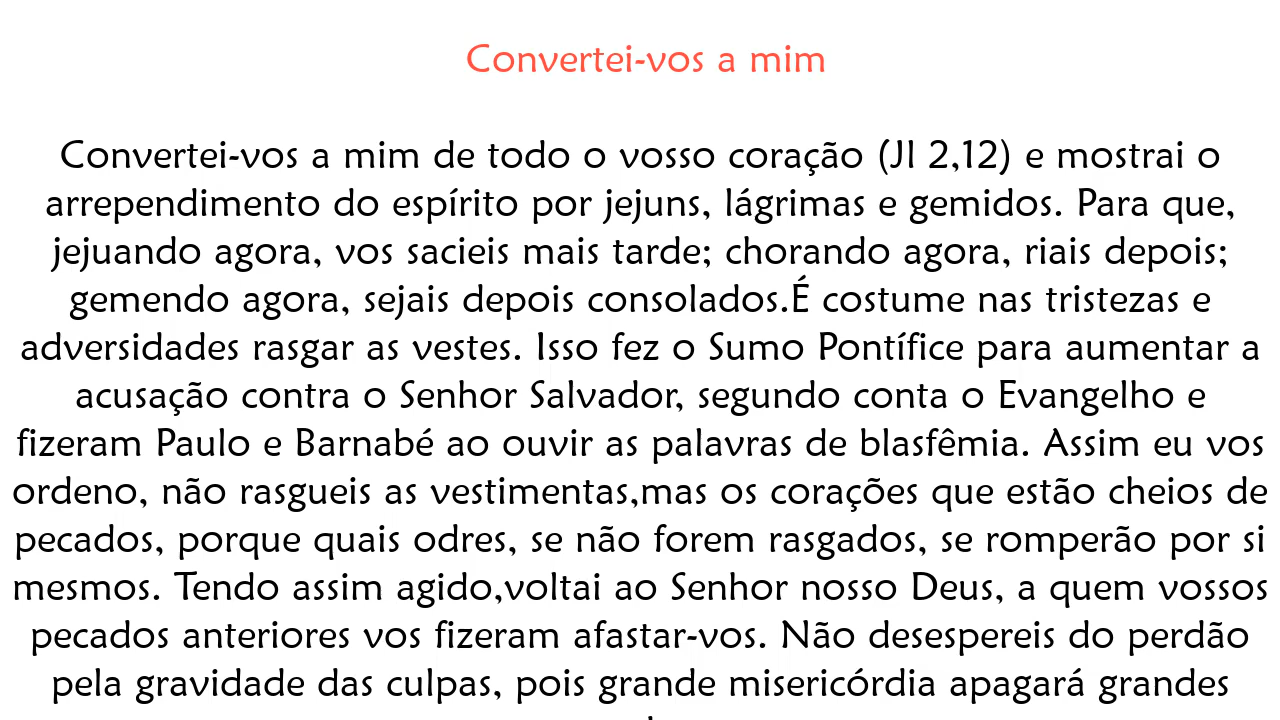 Convertei-vos a mim
Convertei-vos a mim de todo o vosso coração (Jl 2,12) e mostrai o
arrependimento do espírito por jejuns, lágrimas e gemidos. Para que,
jejuando agora, vos sacieis mais tarde; chorando agora, riais depois;
gemendo agora, sejais depois consolados.É costume nas tristezas e
adversidades rasgar as vestes. Isso fez o Sumo Pontífice para aumentar a
acusação contra o Senhor Salvador, segundo conta o Evangelho e
fizeram Paulo e Barnabé ao ouvir as palavras de blasfêmia. Assim eu vos
ordeno, não rasgueis as vestimentas,mas os corações que estão cheios de
pecados, porque quais odres, se não forem rasgados, se romperão por si
mesmos. Tendo assim agido,voltai ao Senhor nosso Deus, a quem vossos
pecados anteriores vos fizeram afastar-vos. Não desespereis do perdão
pela gravidade das culpas, pois grande misericórdia apagará grandes